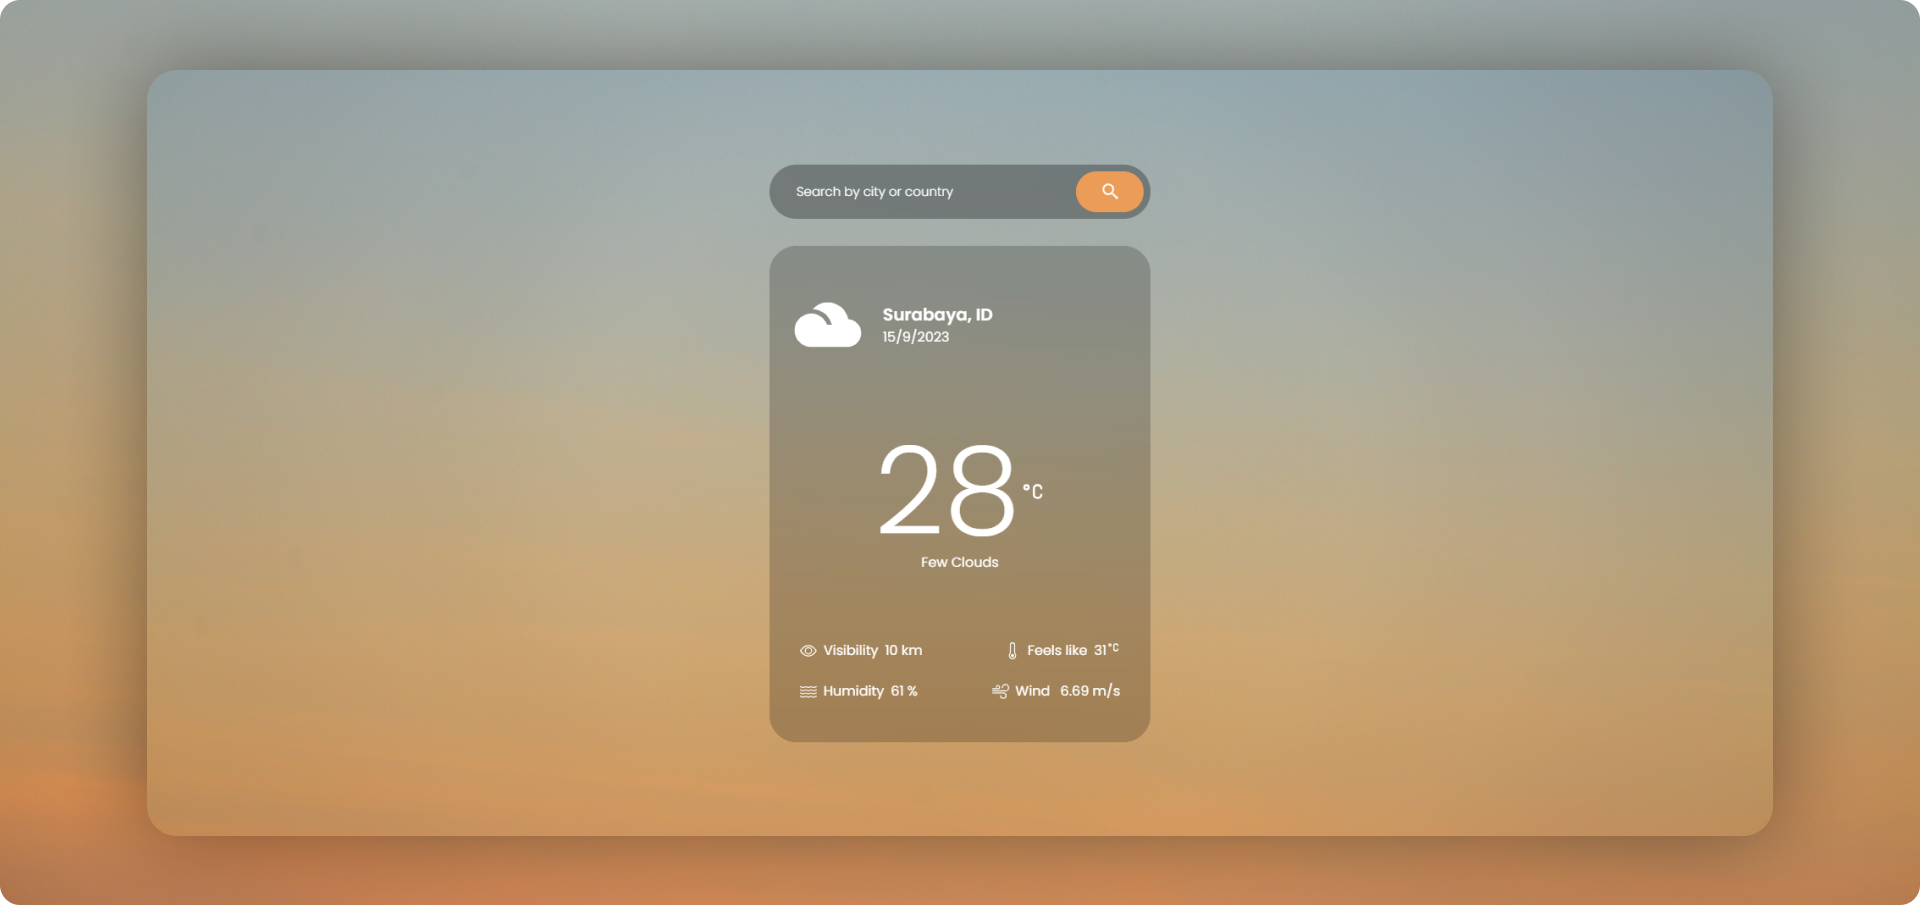 Search by city or country
Surabaya, ID
15/9/2023
28 °C
Few Clouds
Visibility 10 km
Feels like 31°C
Humidity 61 %
Wind 6.69 m/s